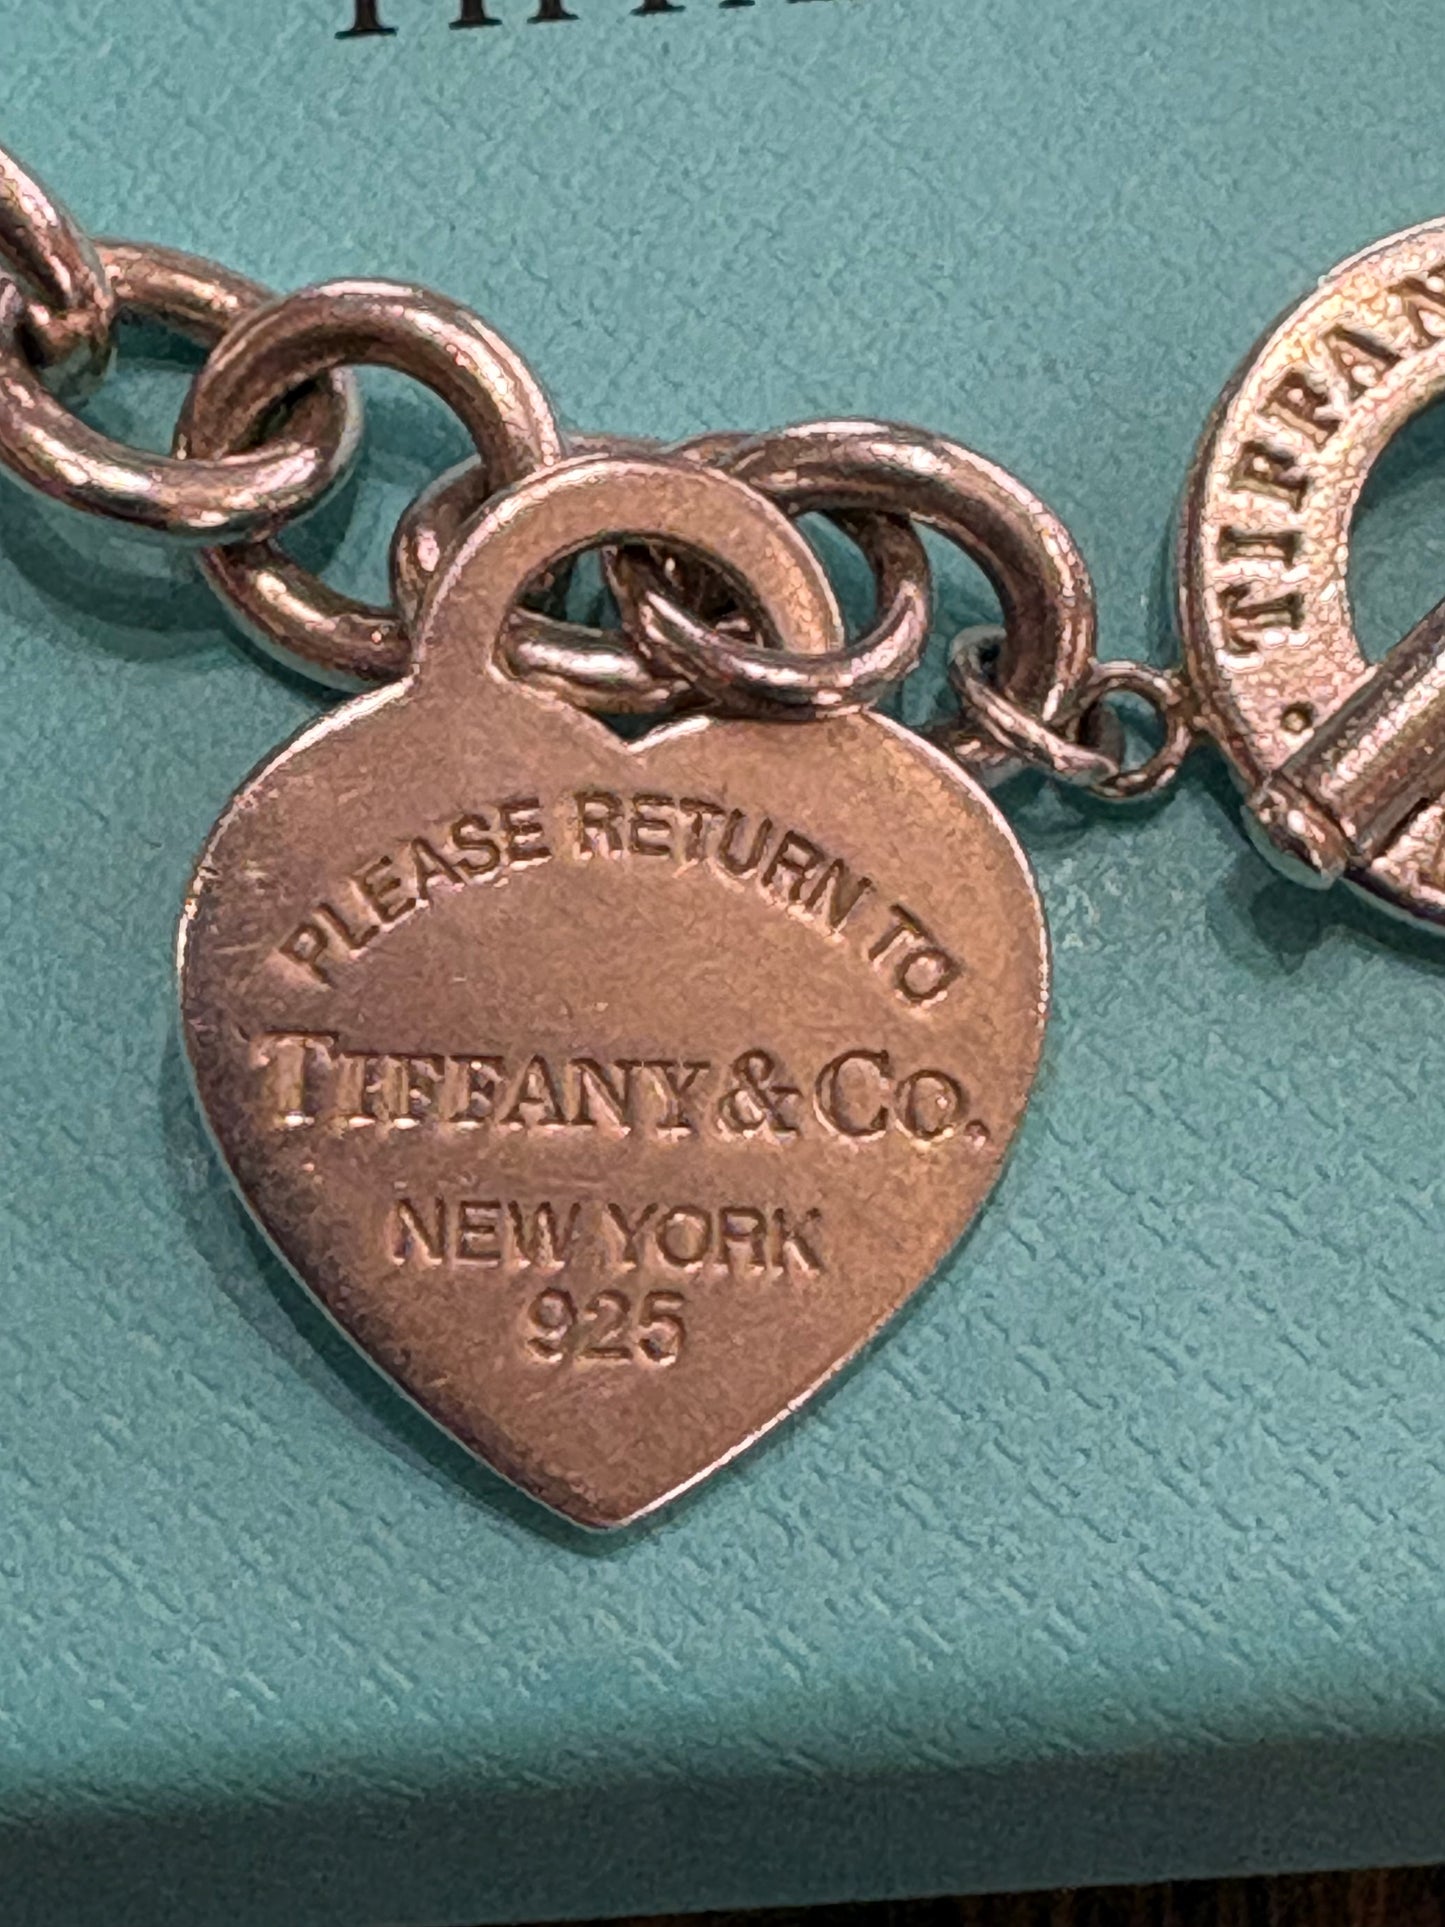 PLEASE RETURN TO
TIFFANY & CO.
NEW YORK
925